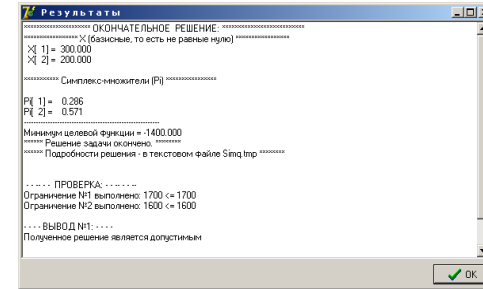 Результаты
********************** ОКОНЧАТЕЛЬНОЕ РЕШЕНИЕ: **************************
***************** X (базисные, то есть не равные нулю) *****************
X[ 1] = 300.000
X[ 2] = 200.000
*********** Симплекс-множители (Pi) ****************
Pi[ 1] = 0.286
Pi[ 2] = 0.571
--------------------------------------------------
Минимум целевой функции = -1400.000
****** Решение задачи окончено. ********
****** Подробности решения - в текстовом файле Simq.tmp ********
- - - - - - ПРОВЕРКА: - - - - - - -
Ограничение №1 выполнено: 1700 <= 1700
Ограничение №2 выполнено: 1600 <= 1600
- - - - ВЫВОД №1: - - - -
Полученное решение является допустимым
OK